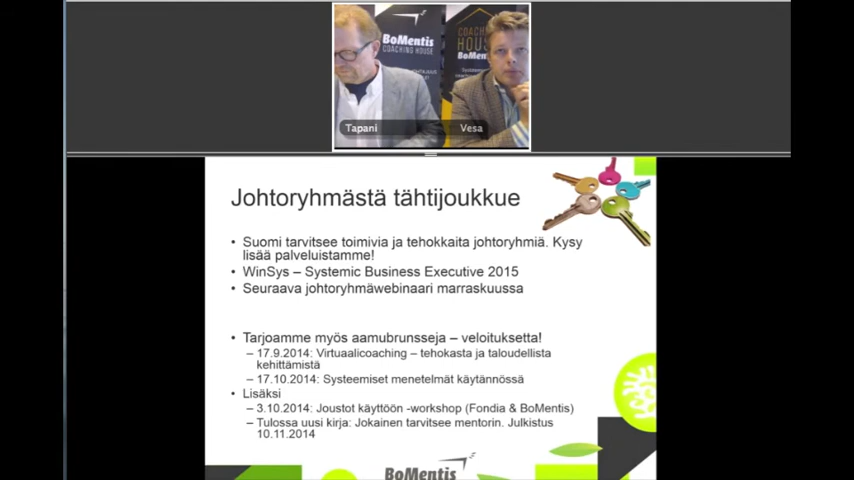 BoMentis
COACHING HOUSE
COACHING
HOUSE
BoMentis
Tapani
Vesa
Johtoryhmästä tähtijoukkue
• Suomi tarvitsee toimivia ja tehokkaita johtoryhmiä. Kysy
lisää palveluistamme!
• WinSys – Systemic Business Executive 2015
• Seuraava johtoryhmäwebinaari marraskuussa
• Tarjoamme myös aamubrunsseja – veloituksetta!
– 17.9.2014: Virtuaalicoaching – tehokasta ja taloudellista
kehittämistä
– 17.10.2014: Systeemiset menetelmät käytännössä
• Lisäksi
– 3.10.2014: Joustot käyttöön -workshop (Fondia & BoMentis)
– Tulossa uusi kirja: Jokainen tarvitsee mentorin. Julkistus
10.11.2014
BoMentis